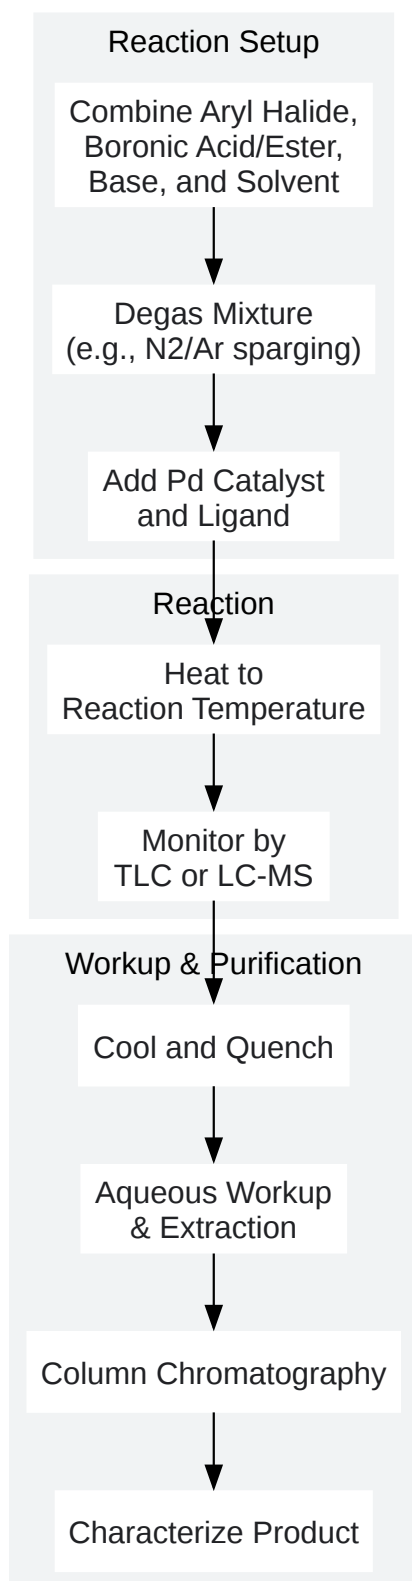 Reaction Setup
Combine Aryl Halide,
Boronic Acid/Ester,
Base, and Solvent
Degas Mixture
(e.g., N2/Ar sparging)
Add Pd Catalyst
and Ligand
Reaction
Heat to
Reaction Temperature
Monitor by
TLC or LC-MS
Workup & Purification
Cool and Quench
Aqueous Workup
& Extraction
Column Chromatography
Characterize Product